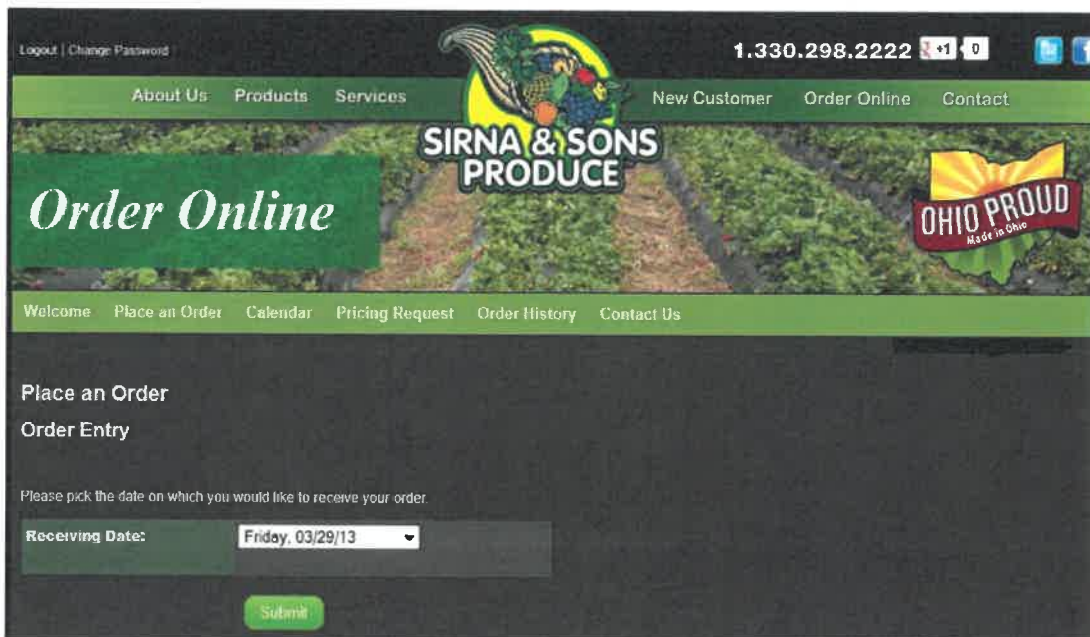 Logout | Change Password
1.330.298.2222 +1 0
About Us Products Services
New Customer Order Online Contact
SIRNA & SONS
PRODUCE
Order Online
OHIO PROUD
Made in Ohio
Welcome Place an Order Calendar Pricing Request Order History Contact Us
Place an Order
Order Entry
Please pick the date on which you would like to receive your order.
Receiving Date: Friday, 03/29/13
Submit